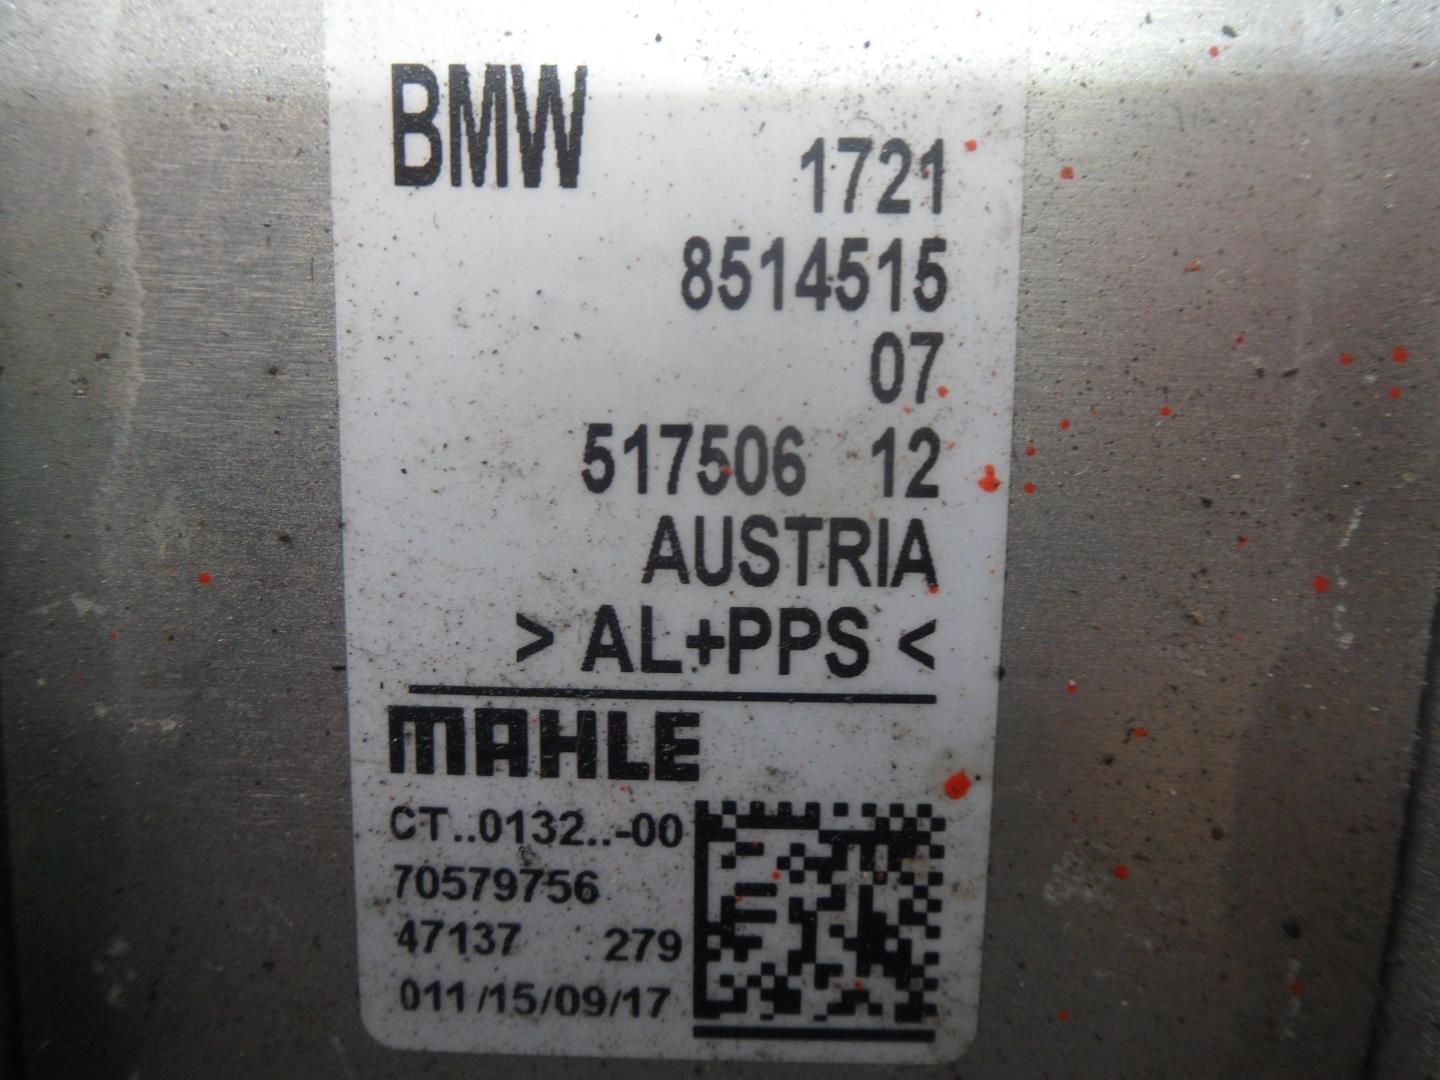 BMW
1721
8514515
07
517506 12
AUSTRIA
> AL+PPS <
MAHLE
CT..0132..-00
70579756
47137 279
011/15/09/17